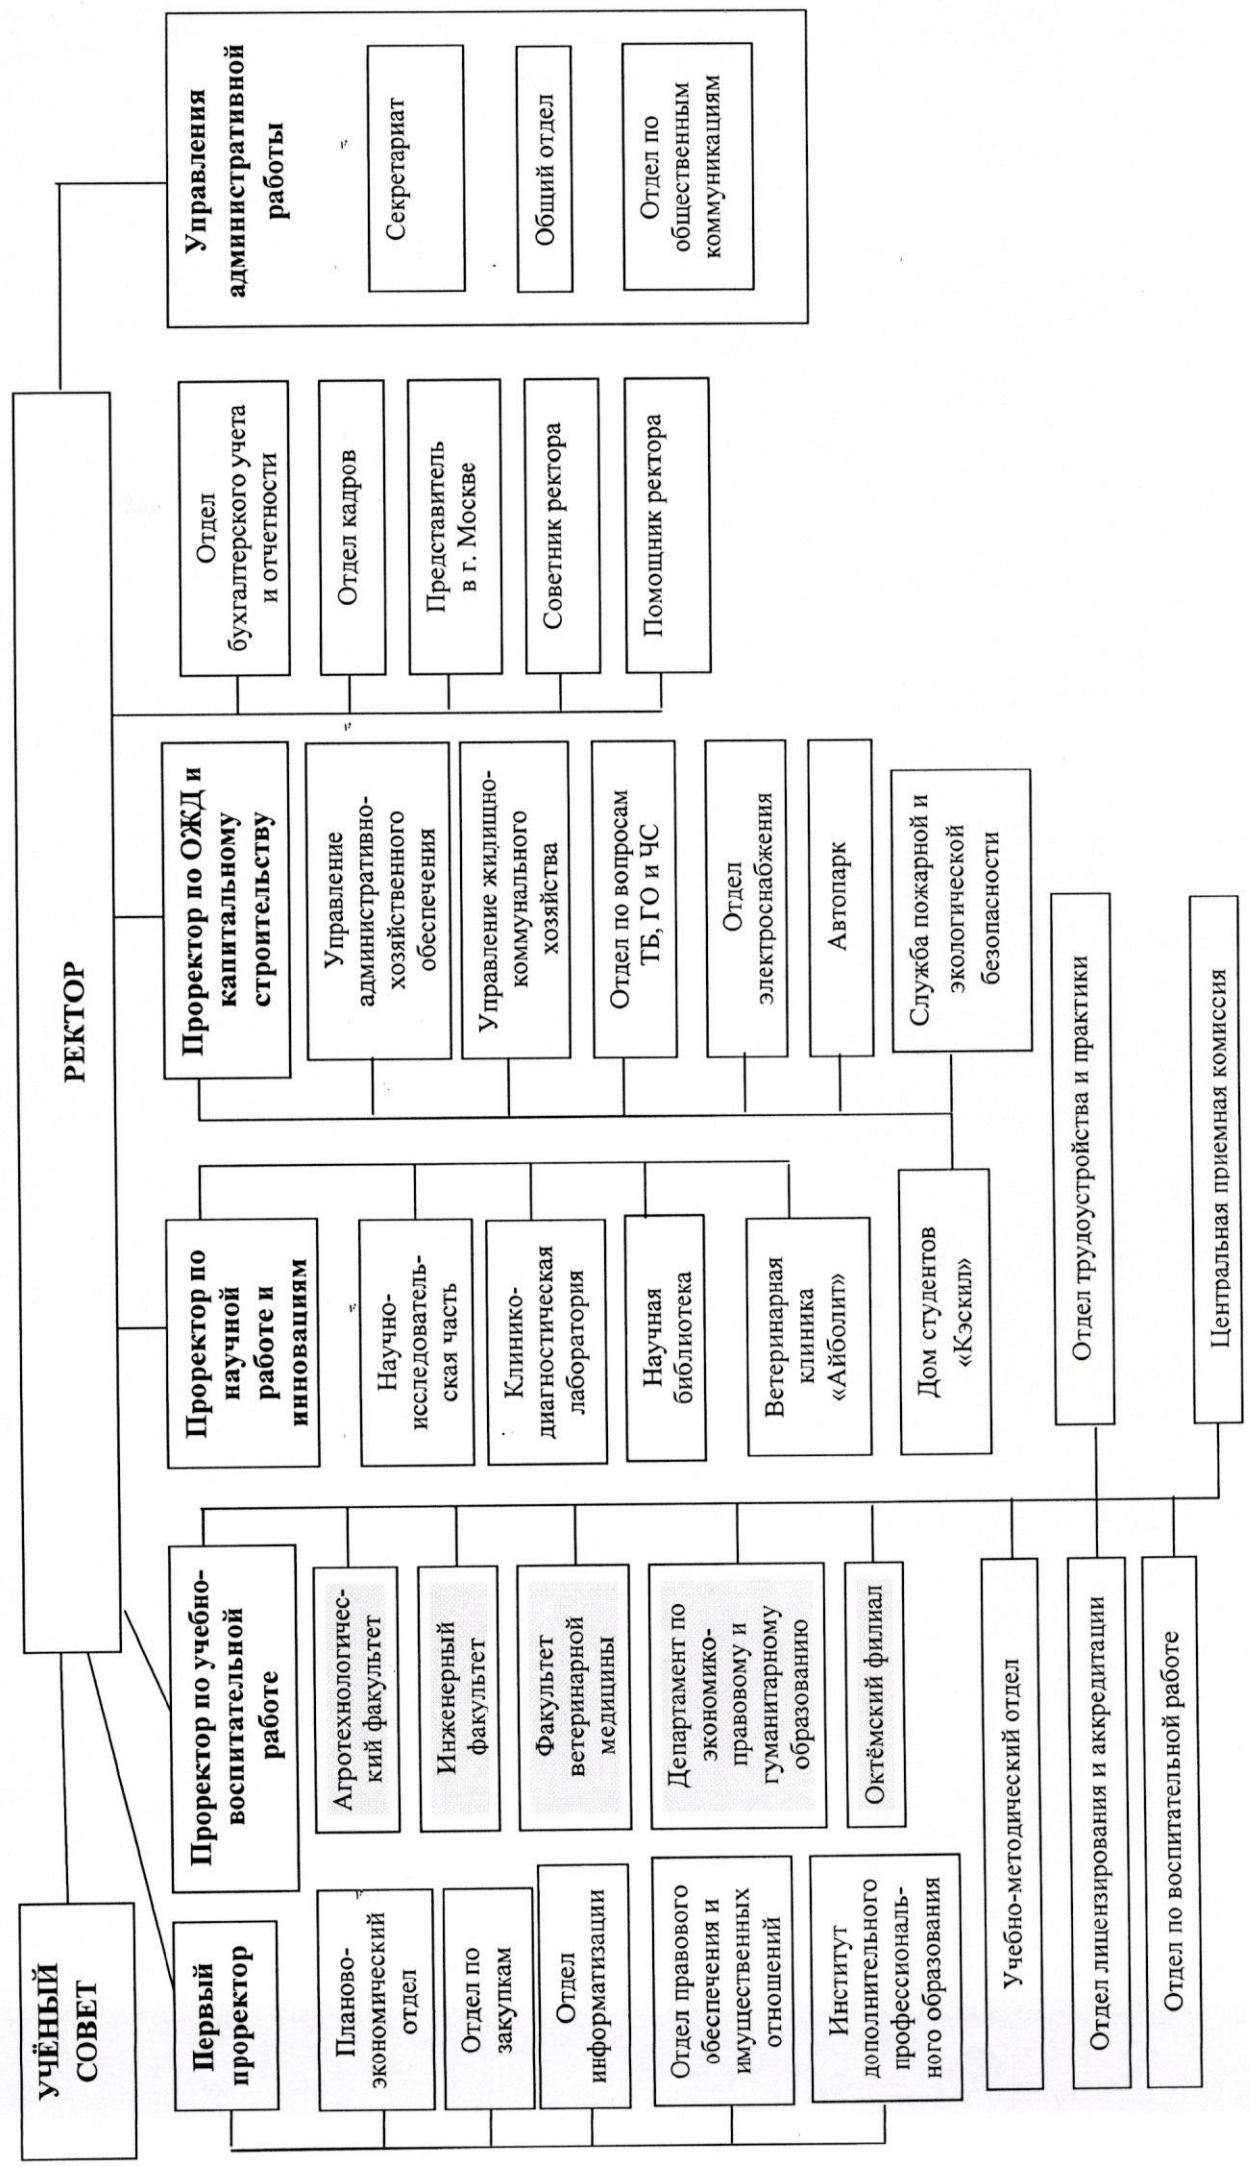 УЧЁНЫЙ
СОВЕТ
РЕКТОР
Первый
проректор
Планово-
экономический
отдел
Отдел по
закупкам
Отдел
информатизации
Отдел правового
обеспечения и
имущественных
отношений
Институт
дополнительного
профессиональ-
ного образования
Проректор по учебно-
воспитательной
работе
Агротехнологичес-
кий факультет
Инженерный
факультет
Факультет
ветеринарной
медицины
Департамент по
экономико-
правовому и
гуманитарному
образованию
Октёмский филиал
Учебно-методический отдел
Отдел лицензирования и аккредитации
Отдел по воспитательной работе
Отдел трудоустройства и практики
Центральная приемная комиссия
Проректор по
научной
работе и
инновациям
Научно-
исследователь-
ская часть
Клинико-
диагностическая
лаборатория
Научная
библиотека
Ветеринарная
клиника
«Айболит»
Проректор по ОЖД и
капитальному
строительству
Управление
административно-
хозяйственного
обеспечения
Управление жилищно-
коммунального
хозяйства
Отдел по вопросам
ТБ, ГО и ЧС
Отдел
электроснабжения
Автопарк
Служба пожарной и
экологической
безопасности
Дом студентов
«Кэскил»
Отдел
бухгалтерского учета
и отчетности
Отдел кадров
Представитель
в г. Москве
Советник ректора
Помощник ректора
Управления
административной
работы
Секретариат
Общий отдел
Отдел по
общественным
коммуникациям